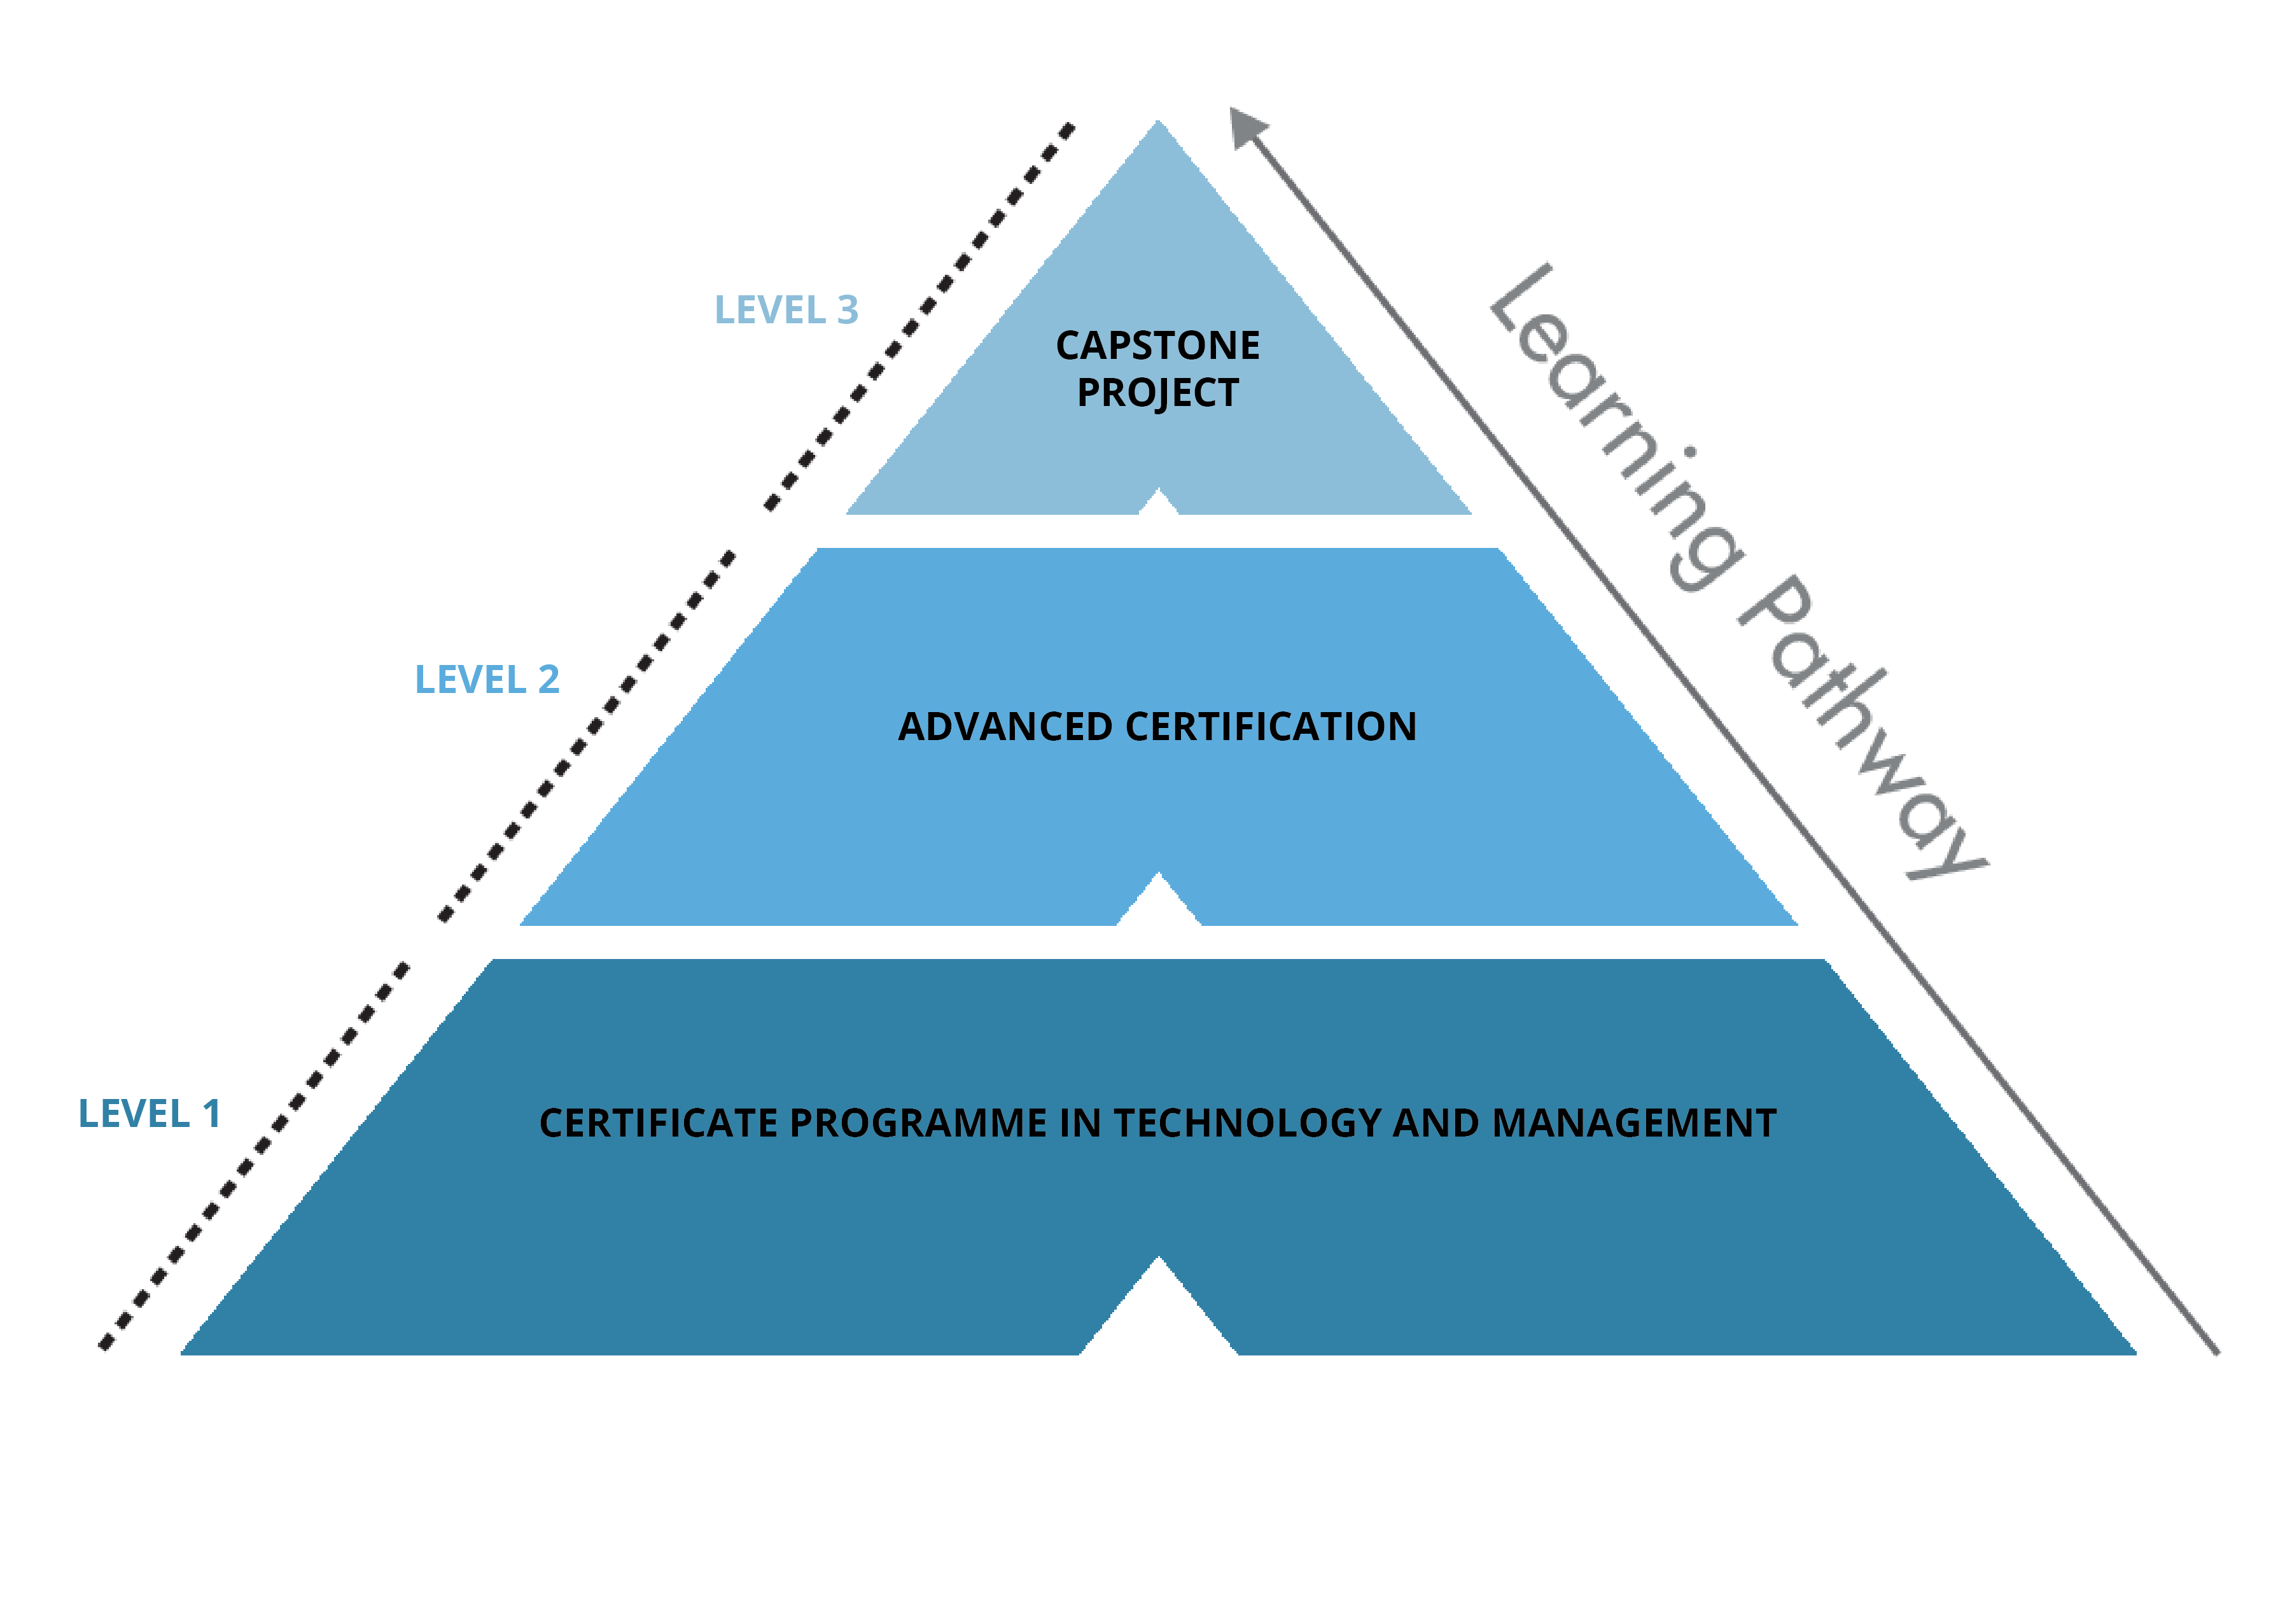 LEVEL 3
CAPSTONE
PROJECT
Learning Pathway
LEVEL 2
ADVANCED CERTIFICATION
LEVEL 1
CERTIFICATE PROGRAMME IN TECHNOLOGY AND MANAGEMENT